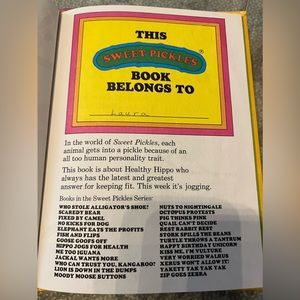 THIS
SWEET PICKLES ®
BOOK
BELONGS TO
Laura
In the world of Sweet Pickles, each
animal gets into a pickle because of an
all too human personality trait.
This book is about Healthy Hippo who
always has the latest and greatest
answer for keeping fit. This week it's jogging.
Books in the Sweet Pickles Series:
WHO STOLE ALLIGATOR'S SHOE?
SCAREDY BEAR
FIXED BY CAMEL
NO KICKS FOR DOG
ELEPHANT EATS THE PROFITS
FISH AND FLIPS
GOOSE GOOFS OFF
HIPPO JOGS FOR HEALTH
ME TOO IGUANA
JACKAL WANTS MORE
WHO CAN TRUST YOU, KANGAROO?
LION IS DOWN IN THE DUMPS
MOODY MOOSE BUTTONS
NUTS TO NIGHTINGALE
OCTOPUS PROTESTS
PIG THINKS PINK
QUAIL CAN'T DECIDE
REST RABBIT REST
STORK SPILLS THE BEANS
TURTLE THROWS A TANTRUM
HAPPY BIRTHDAY UNICORN
KISS ME, I'M VULTURE
VERY WORRIED WALRUS
XERUS WON'T ALLOW IT!
YAKETY YAK YAK YAK
ZIP GOES ZEBRA